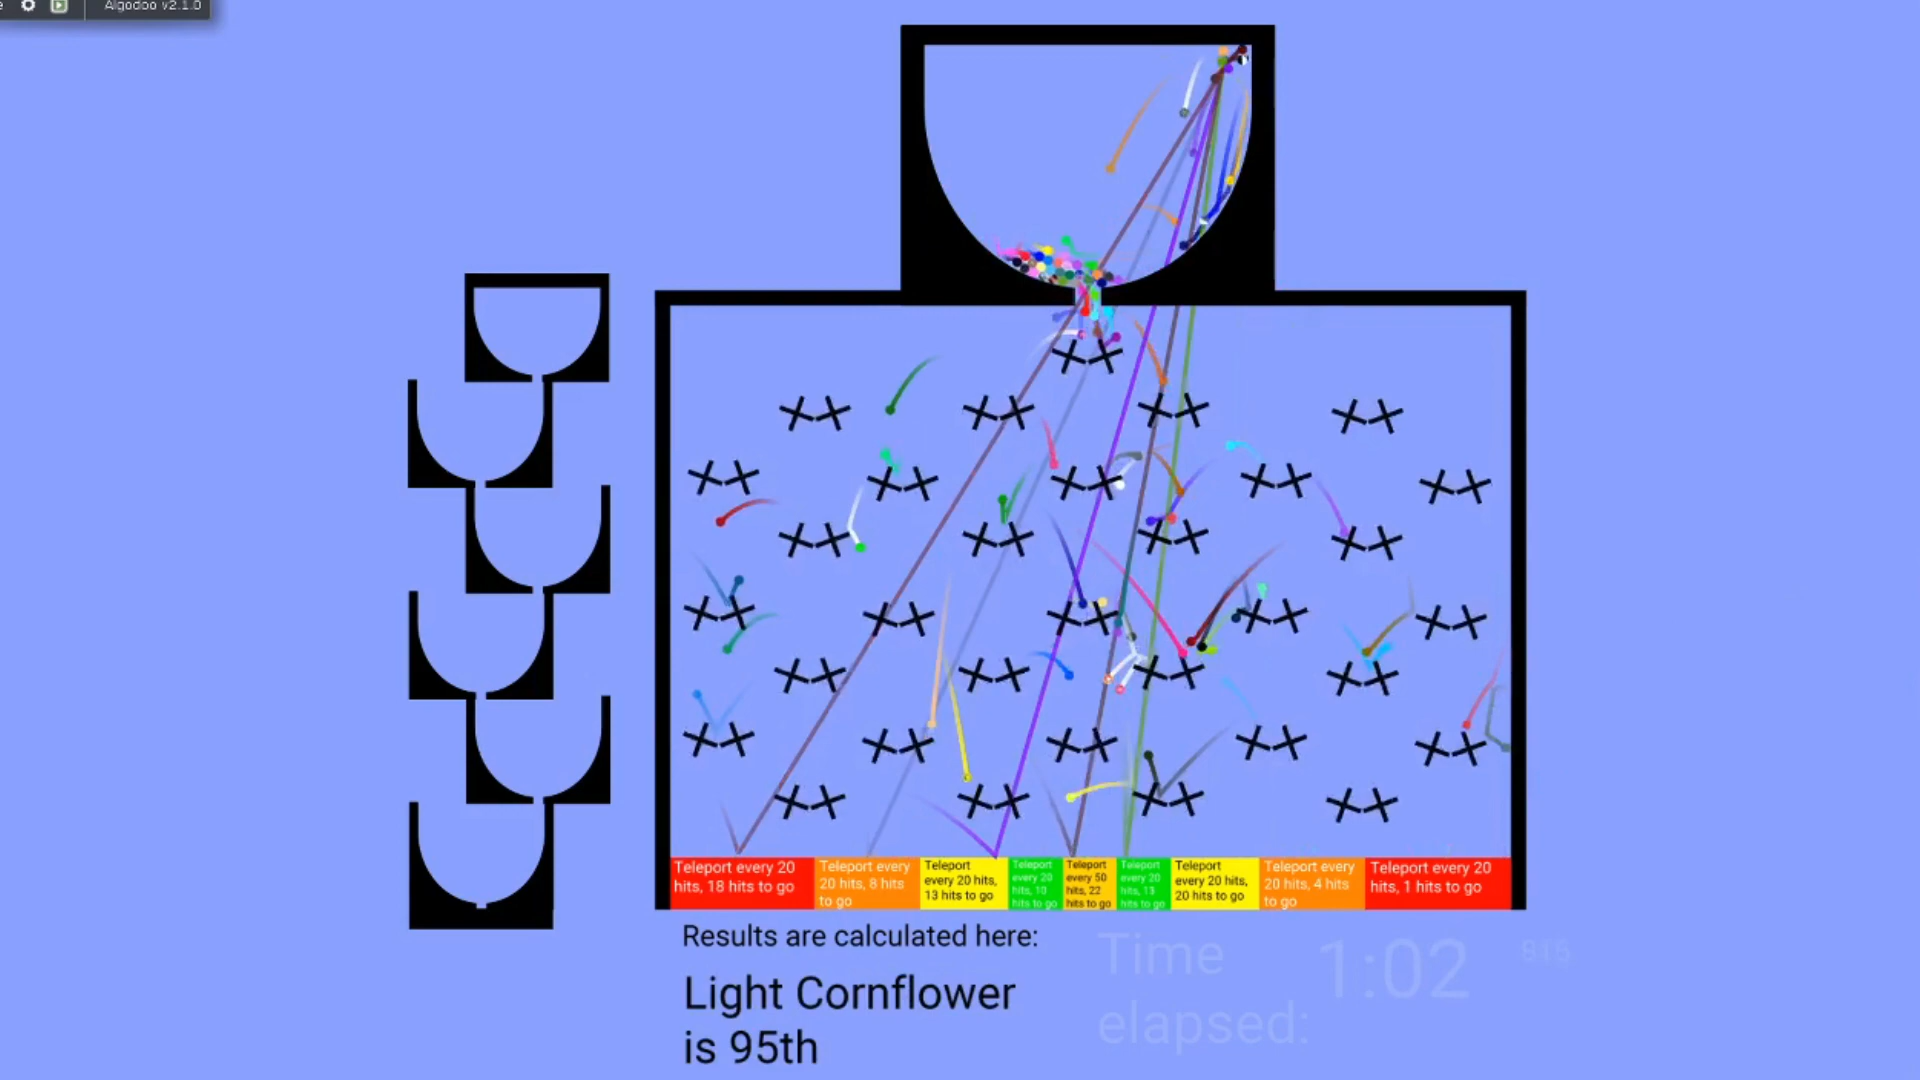 Algodoo v2.1.0
Teleport every 20
hits, 18 hits to go
Teleport every
20 hits, 8 hits
to go
Teleport
every 20 hits,
13 hits to go
Teleport
every 20
hits, 10
hits to go
Teleport
every 50
hits, 22
hits to go
Teleport
every 20
hits, 13
hits to go
Teleport
every 20 hits,
20 hits to go
Teleport every
20 hits, 4 hits
to go
Teleport every 20
hits, 1 hits to go
Results are calculated here:
Light Cornflower
is 95th
Time
elapsed:
1:02